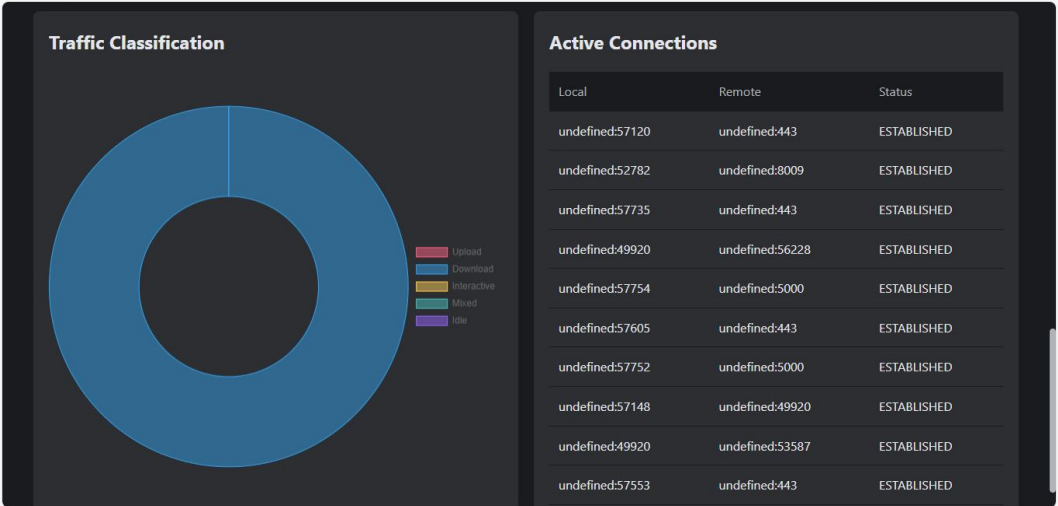 Traffic Classification
Upload
Download
Interactive
Mixed
Idle
Active Connections
Local Remote Status
undefined:57120 undefined:443 ESTABLISHED
undefined:52782 undefined:8009 ESTABLISHED
undefined:57735 undefined:443 ESTABLISHED
undefined:49920 undefined:56228 ESTABLISHED
undefined:57754 undefined:5000 ESTABLISHED
undefined:57605 undefined:443 ESTABLISHED
undefined:57752 undefined:5000 ESTABLISHED
undefined:57148 undefined:49920 ESTABLISHED
undefined:49920 undefined:53587 ESTABLISHED
undefined:57553 undefined:443 ESTABLISHED